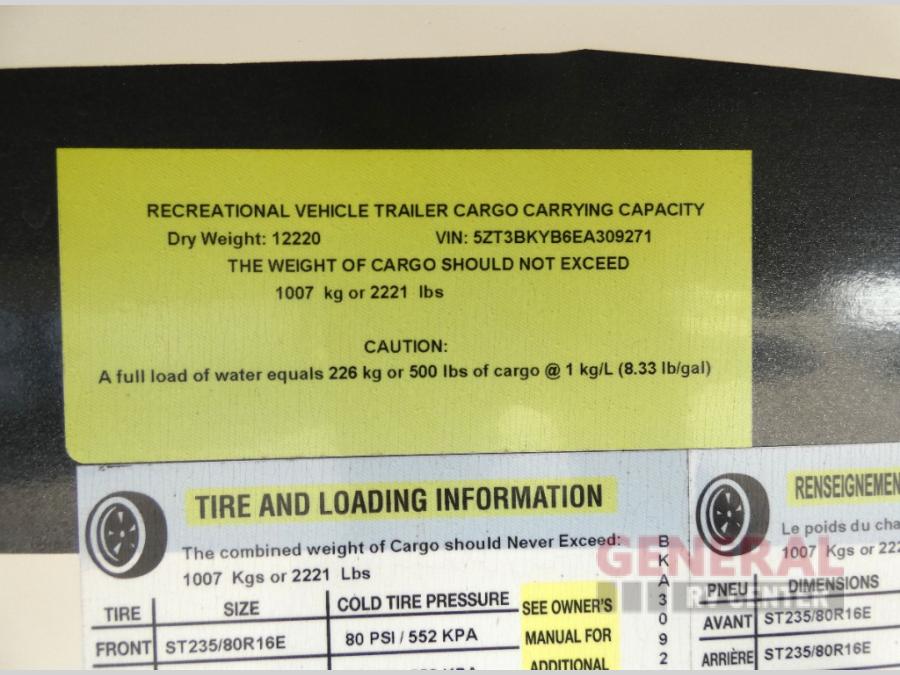 RECREATIONAL VEHICLE TRAILER CARGO CARRYING CAPACITY
Dry Weight: 12220 VIN: 5ZT3BKYB6EA309271
THE WEIGHT OF CARGO SHOULD NOT EXCEED
1007 kg or 2221 lbs
CAUTION:
A full load of water equals 226 kg or 500 lbs of cargo @ 1 kg/L (8.33 lb/gal)
TIRE AND LOADING INFORMATION
The combined weight of Cargo should Never Exceed:
1007 Kgs or 2221 Lbs
TIRE SIZE COLD TIRE PRESSURE
FRONT ST235/80R16E 80 PSI / 552 KPA
SEE OWNER'S
MANUAL FOR
ADDITIONAL
B
K
A
3
0
9
2
RENSEIGNEMEN
Le poids du cha
1007 Kgs or 222
PNEU DIMENSIONS
AVANT ST235/80R16E
ARRIÈRE ST235/80R16E
GENERAL
RV CENTER